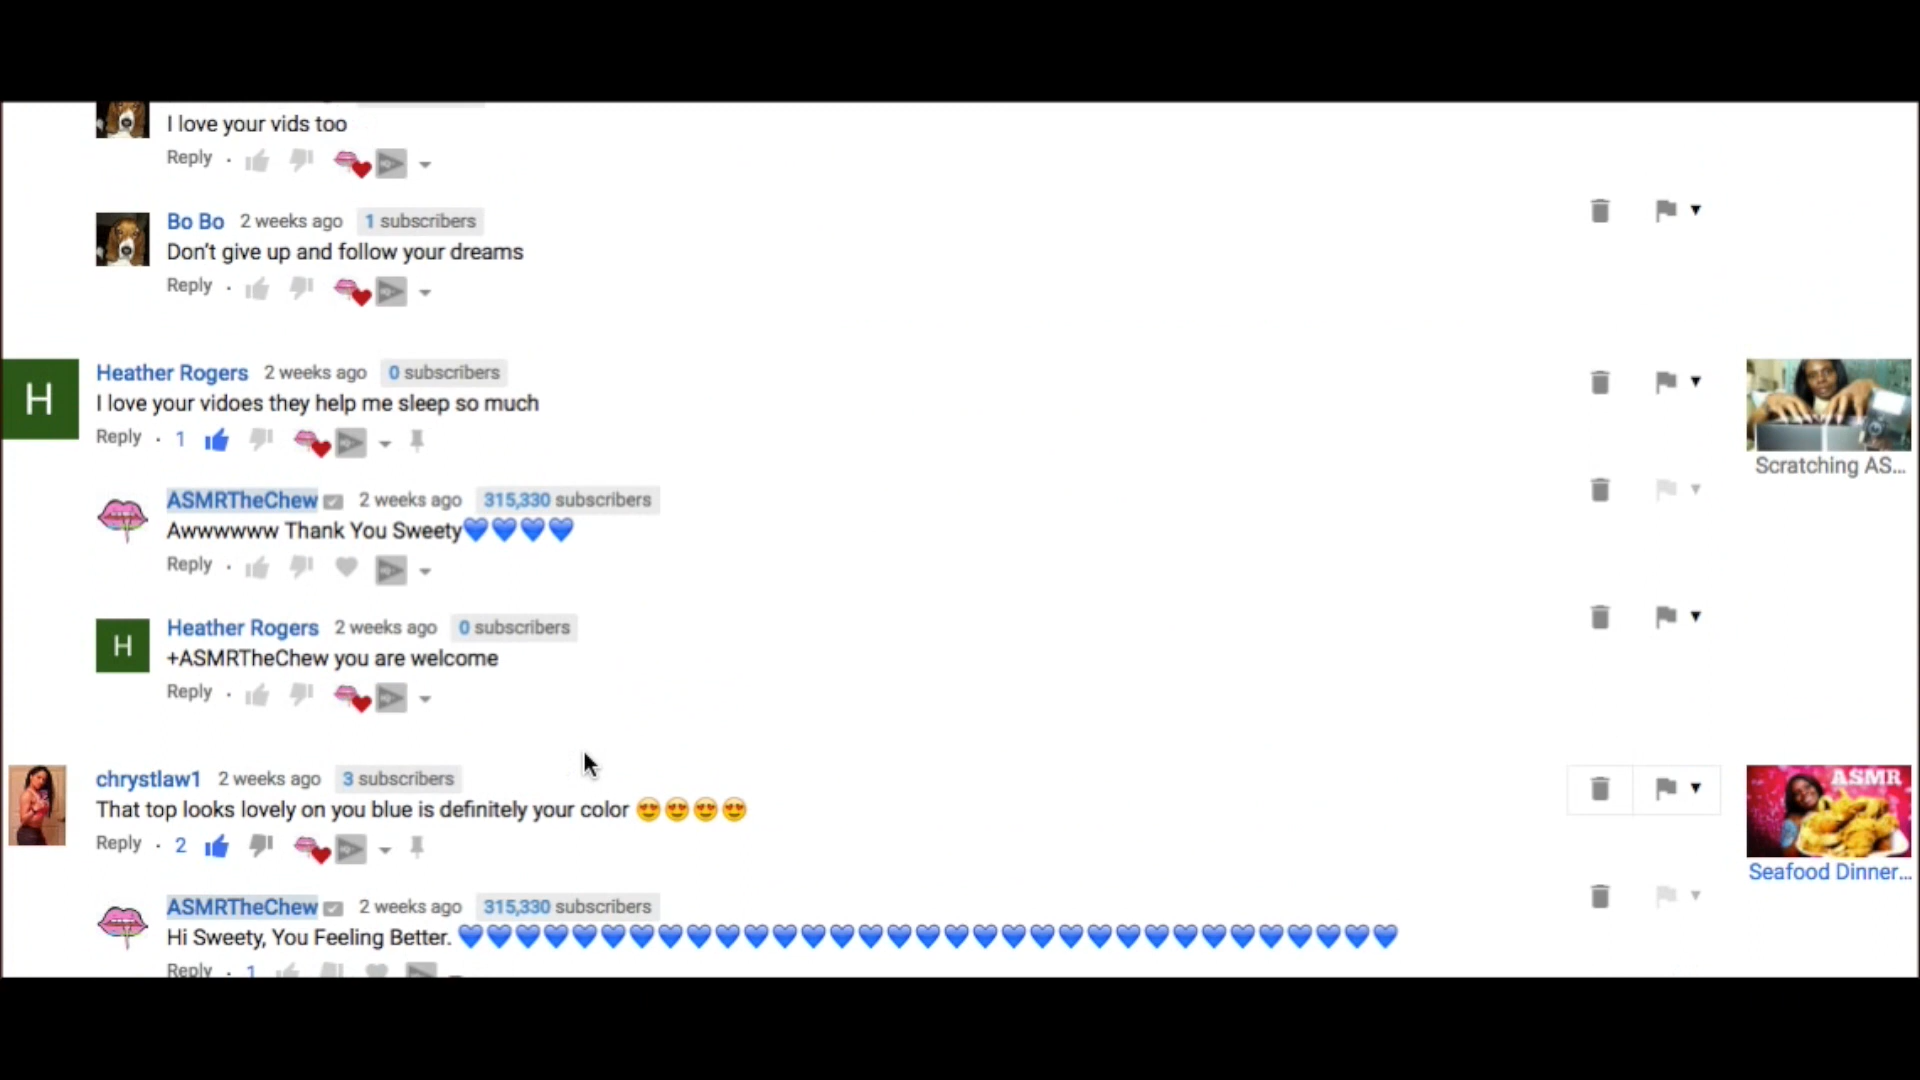 I love your vids too
Reply
Bo Bo 2 weeks ago 1 subscribers
Don't give up and follow your dreams
Reply
H
Heather Rogers 2 weeks ago 0 subscribers
I love your vidoes they help me sleep so much
Reply · 1
Scratching AS...
ASMRTheChew 2 weeks ago 315,330 subscribers
Awwwwww Thank You Sweety💙💙💙💙
Reply
H
Heather Rogers 2 weeks ago 0 subscribers
+ASMRTheChew you are welcome
Reply
chrystlaw1 2 weeks ago 3 subscribers
That top looks lovely on you blue is definitely your color 😍😍😍😍
Reply · 2
ASMR
Seafood Dinner...
ASMRTheChew 2 weeks ago 315,330 subscribers
Hi Sweety, You Feeling Better. 💙💙💙💙💙💙💙💙💙💙💙💙💙💙💙💙💙💙💙💙💙💙💙💙💙💙💙💙💙💙💙💙💙
Reply · 1